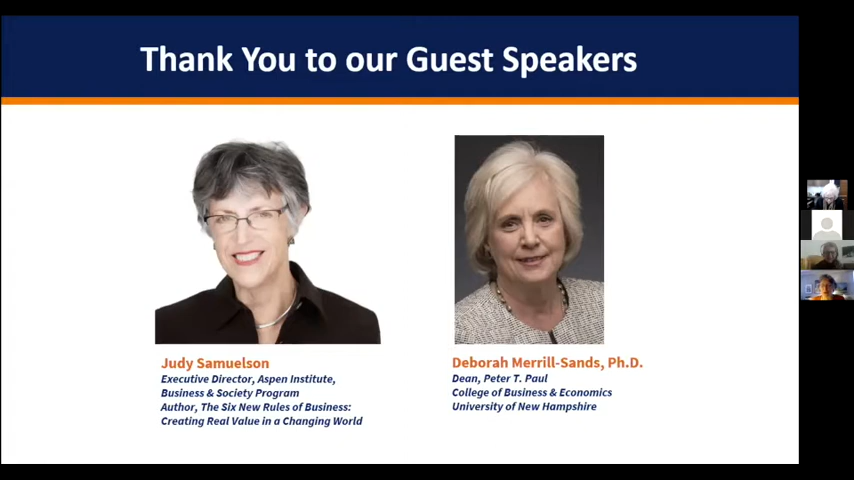 Thank You to our Guest Speakers
Judy Samuelson
Executive Director, Aspen Institute,
Business & Society Program
Author, The Six New Rules of Business:
Creating Real Value in a Changing World
Deborah Merrill-Sands, Ph.D.
Dean, Peter T. Paul
College of Business & Economics
University of New Hampshire